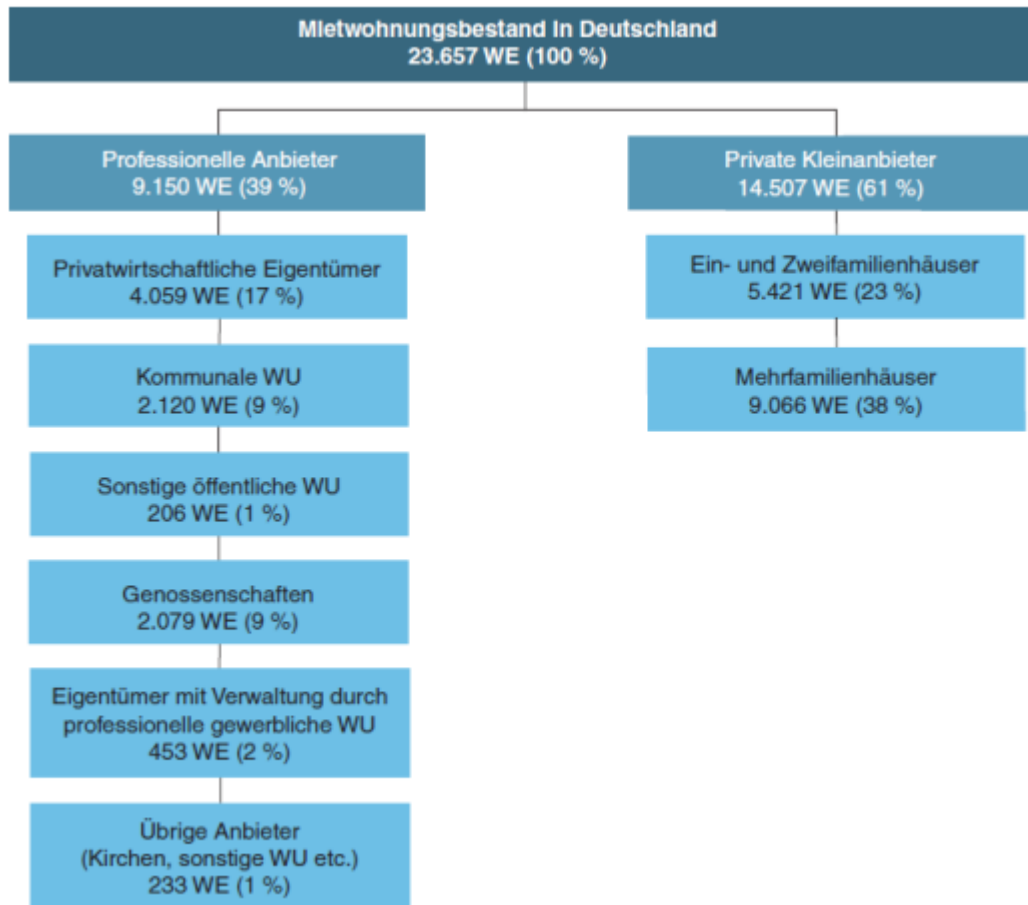 Mietwohnungsbestand in Deutschland
23.657 WE (100 %)
Professionelle Anbieter
9.150 WE (39 %)
Privatwirtschaftliche Eigentümer
4.059 WE (17 %)
Kommunale WU
2.120 WE (9 %)
Sonstige öffentliche WU
206 WE (1 %)
Genossenschaften
2.079 WE (9 %)
Eigentümer mit Verwaltung durch
professionelle gewerbliche WU
453 WE (2 %)
Übrige Anbieter
(Kirchen, sonstige WU etc.)
233 WE (1 %)
Private Kleinanbieter
14.507 WE (61 %)
Ein- und Zweifamilienhäuser
5.421 WE (23 %)
Mehrfamilienhäuser
9.066 WE (38 %)